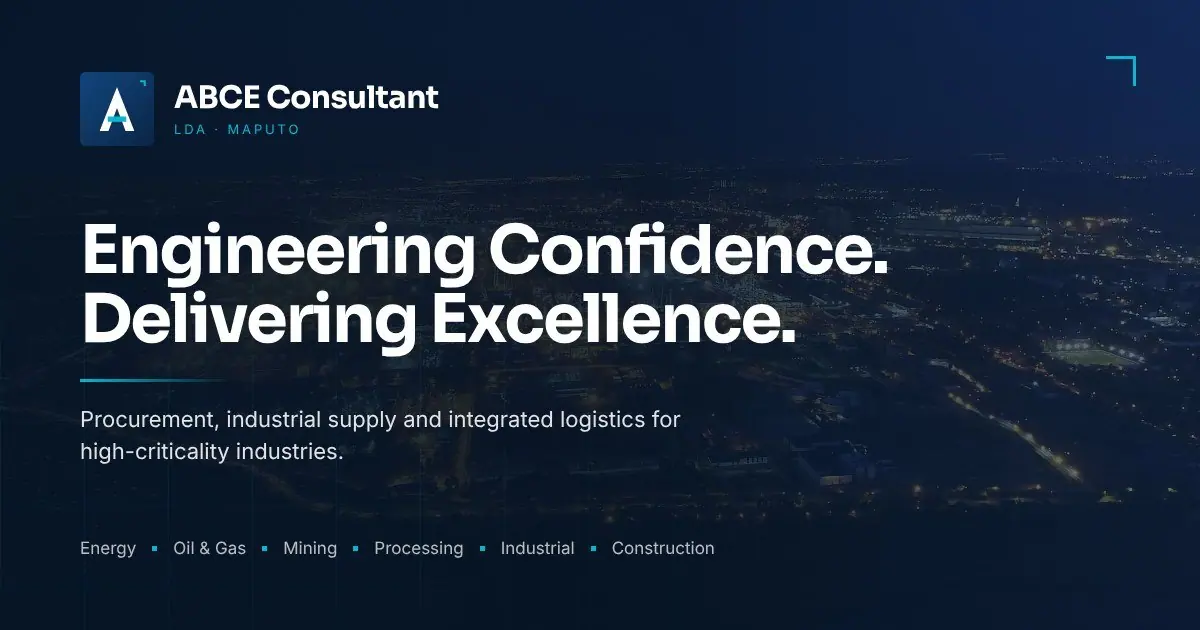 A
ABCE Consultant
LDA · MAPUTO
Engineering Confidence.
Delivering Excellence.
Procurement, industrial supply and integrated logistics for
high-criticality industries.
Energy ▪ Oil & Gas ▪ Mining ▪ Processing ▪ Industrial ▪ Construction